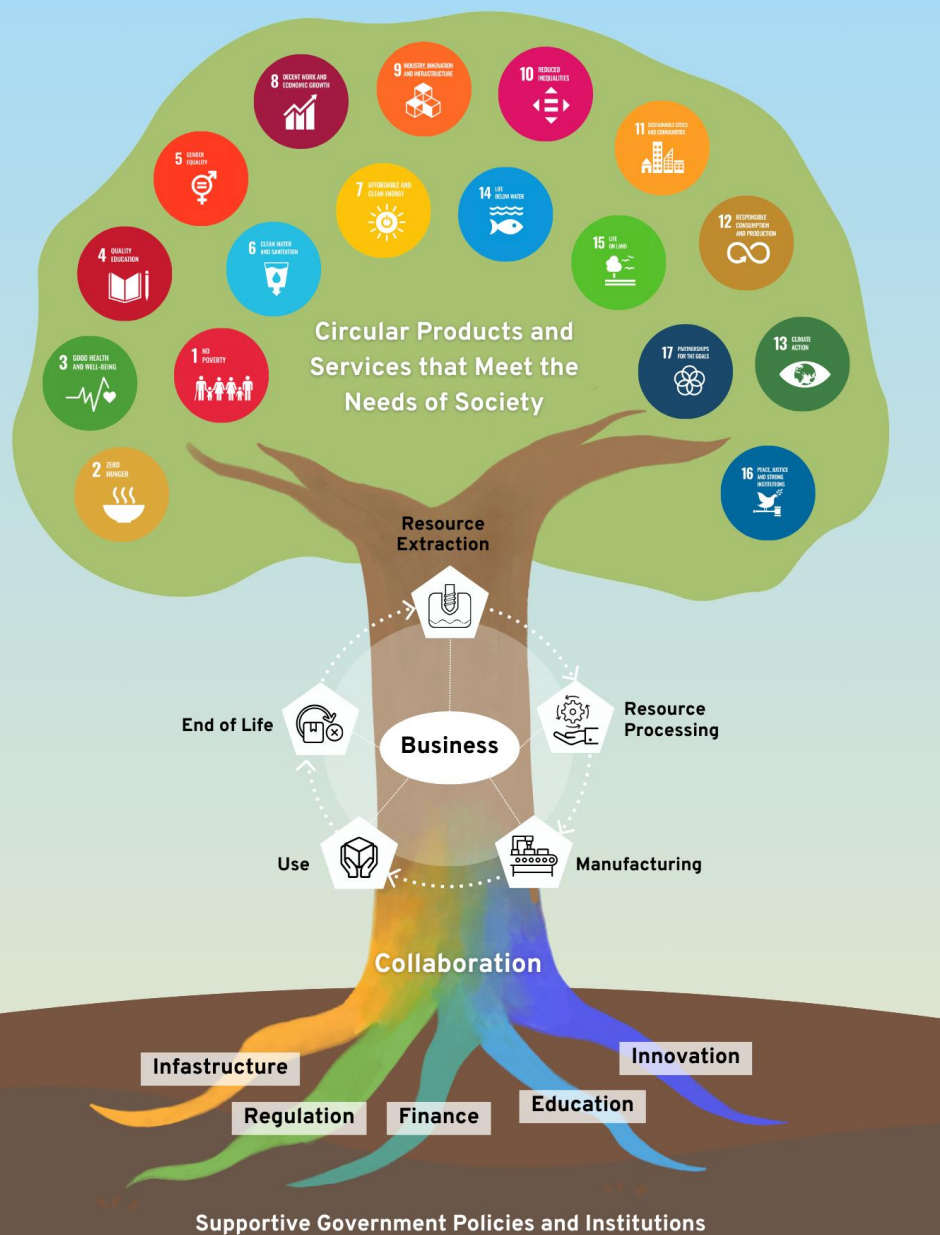 8 DECENT WORK AND
ECONOMIC GROWTH
9 INDUSTRY, INNOVATION
AND INFRASTRUCTURE
10 REDUCED
INEQUALITIES
11 SUSTAINABLE CITIES
AND COMMUNITIES
5 GENDER
EQUALITY
7 AFFORDABLE AND
CLEAN ENERGY
14 LIFE
BELOW WATER
12 RESPONSIBLE
CONSUMPTION
AND PRODUCTION
4 QUALITY
EDUCATION
6 CLEAN WATER
AND SANITATION
15 LIFE
ON LAND
3 GOOD HEALTH
AND WELL-BEING
1 NO
POVERTY
Circular Products and
Services that Meet the
Needs of Society
17 PARTNERSHIPS
FOR THE GOALS
13 CLIMATE
ACTION
2 ZERO
HUNGER
16 PEACE, JUSTICE
AND STRONG
INSTITUTIONS
Resource
Extraction
End of Life
Business
Resource
Processing
Use
Manufacturing
Collaboration
Infastructure
Regulation
Finance
Education
Innovation
Supportive Government Policies and Institutions